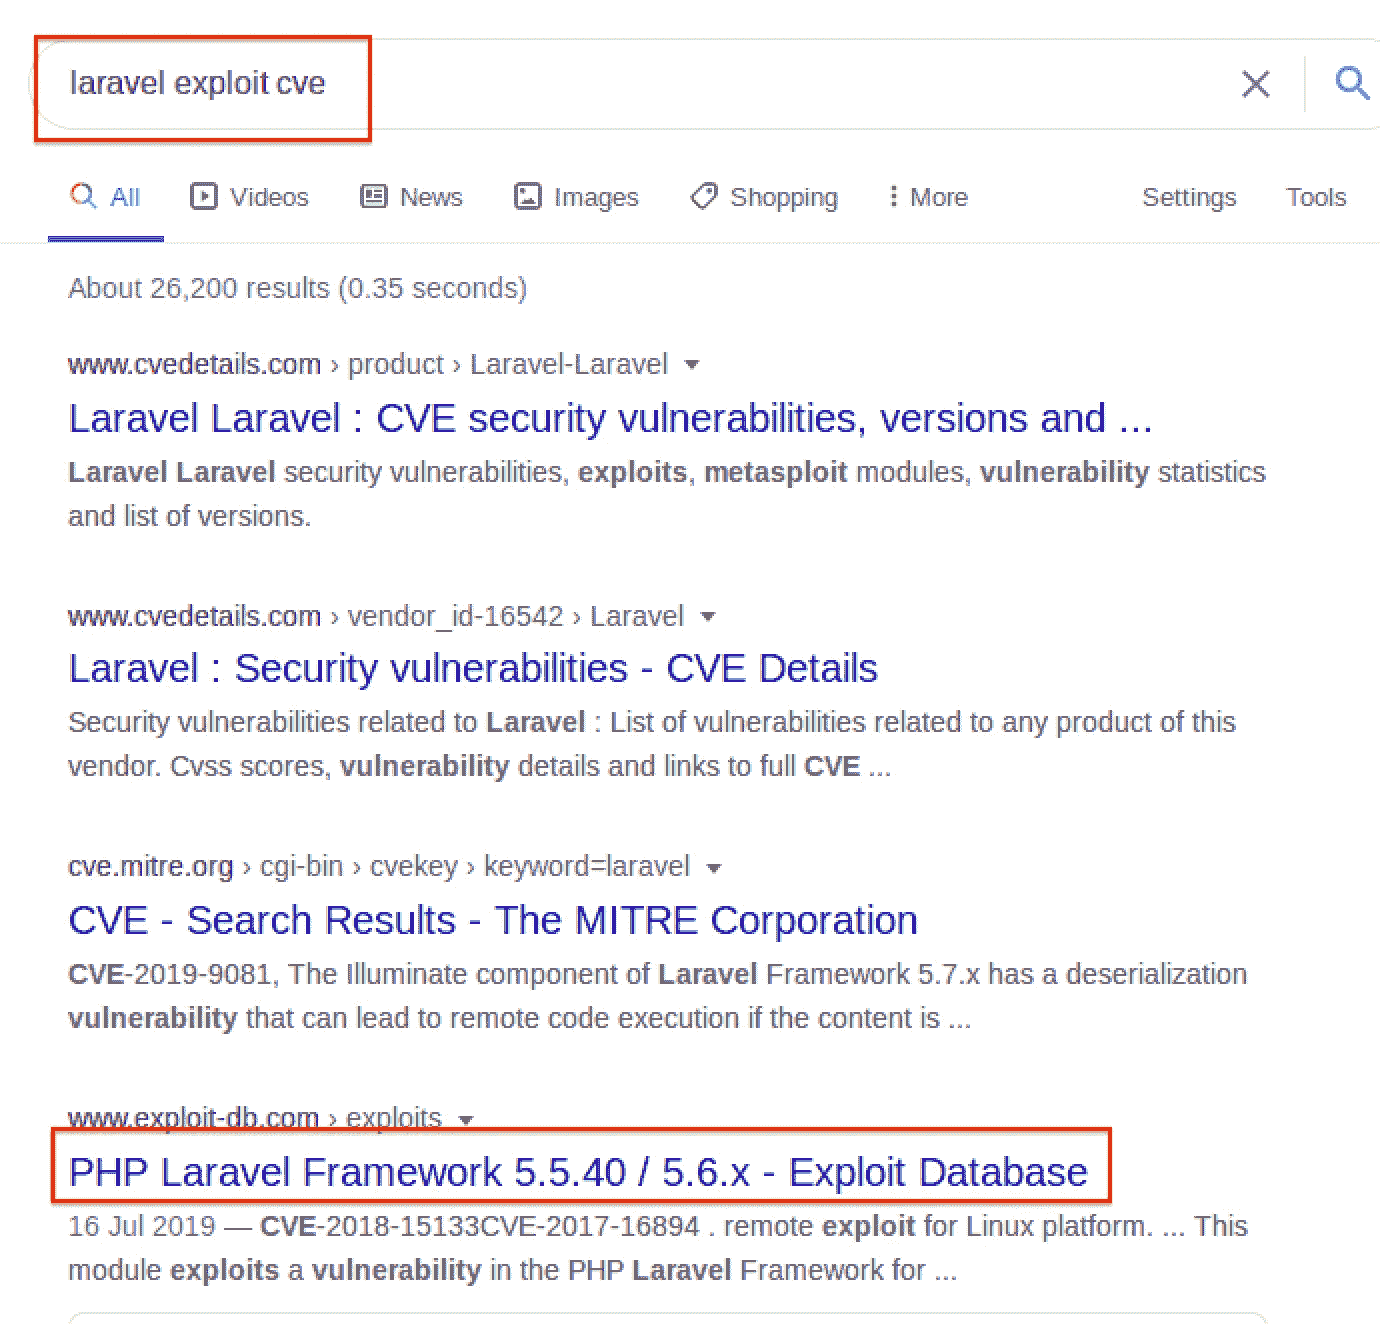 laravel exploit cve
All Videos News Images Shopping More Settings Tools
About 26,200 results (0.35 seconds)
www.cvedetails.com › product › Laravel-Laravel
Laravel Laravel : CVE security vulnerabilities, versions and ...
Laravel Laravel security vulnerabilities, exploits, metasploit modules, vulnerability statistics
and list of versions.
www.cvedetails.com › vendor_id-16542 › Laravel
Laravel : Security vulnerabilities - CVE Details
Security vulnerabilities related to Laravel : List of vulnerabilities related to any product of this
vendor. Cvss scores, vulnerability details and links to full CVE ...
cve.mitre.org › cgi-bin › cvekey › keyword=laravel
CVE - Search Results - The MITRE Corporation
CVE-2019-9081, The Illuminate component of Laravel Framework 5.7.x has a deserialization
vulnerability that can lead to remote code execution if the content is ...
www.exploit-db.com › exploits
PHP Laravel Framework 5.5.40 / 5.6.x - Exploit Database
16 Jul 2019 — CVE-2018-15133CVE-2017-16894 . remote exploit for Linux platform. ... This
module exploits a vulnerability in the PHP Laravel Framework for ...